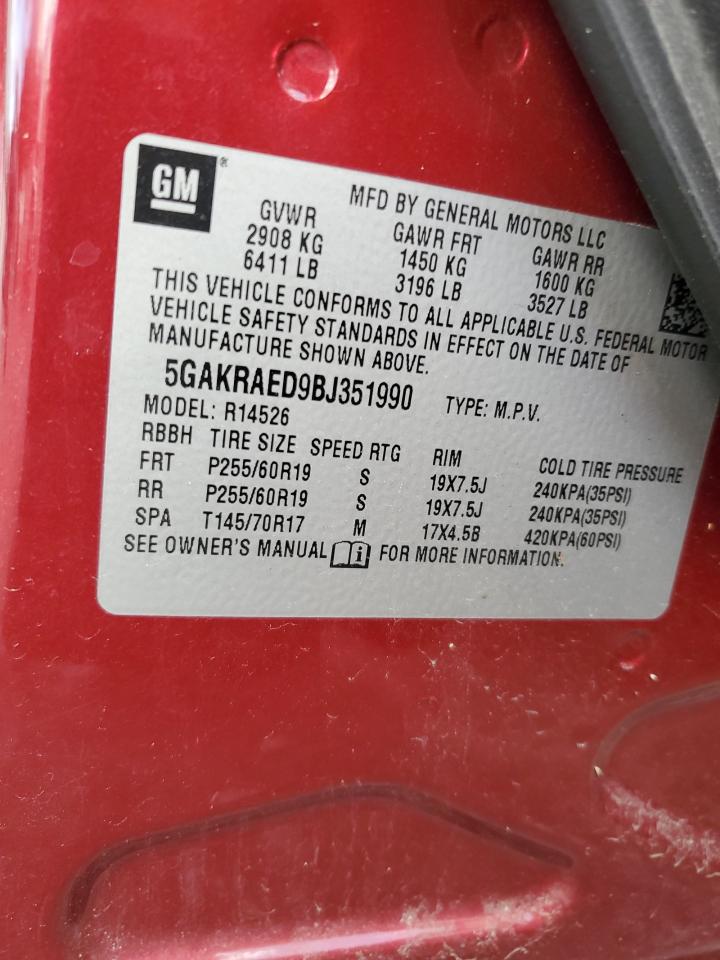 GM ®
MFD BY GENERAL MOTORS LLC
GVWR GAWR FRT GAWR RR
2908 KG 1450 KG 1600 KG
6411 LB 3196 LB 3527 LB
THIS VEHICLE CONFORMS TO ALL APPLICABLE U.S. FEDERAL MOTOR
VEHICLE SAFETY STANDARDS IN EFFECT ON THE DATE OF
MANUFACTURE SHOWN ABOVE.
5GAKRAED9BJ351990 TYPE: M.P.V.
MODEL: R14526
RBBH TIRE SIZE SPEED RTG RIM COLD TIRE PRESSURE
FRT P255/60R19 S 19X7.5J 240KPA(35PSI)
RR P255/60R19 S 19X7.5J 240KPA(35PSI)
SPA T145/70R17 M 17X4.5B 420KPA(60PSI)
SEE OWNER'S MANUAL i FOR MORE INFORMATION.